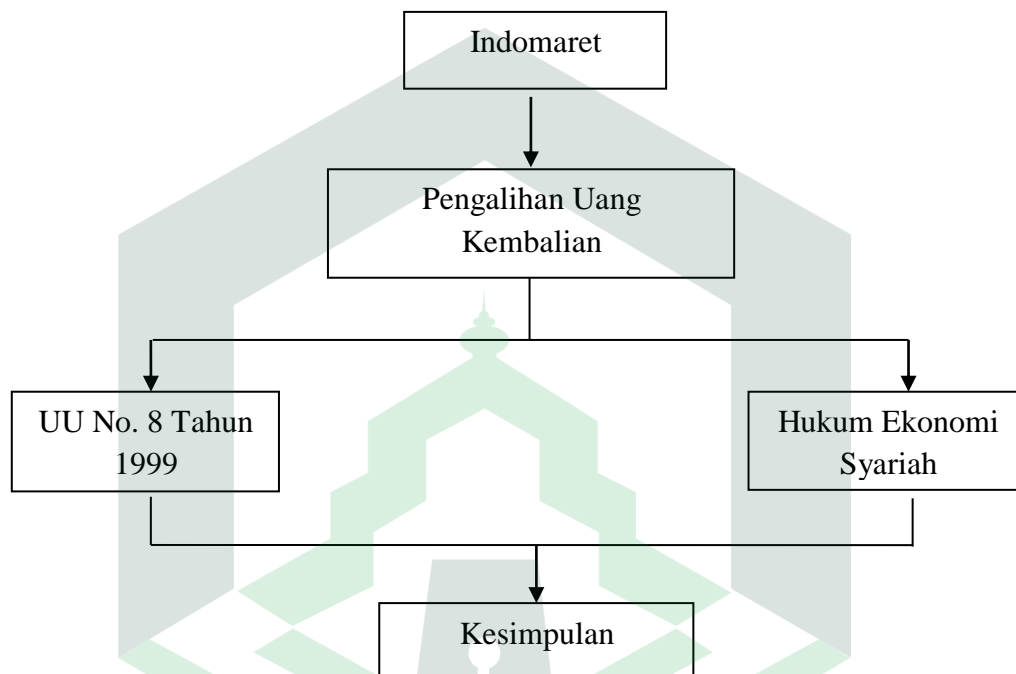 Indomaret
Pengalihan Uang
Kembalian
UU No. 8 Tahun
1999
Hukum Ekonomi
Syariah
Kesimpulan